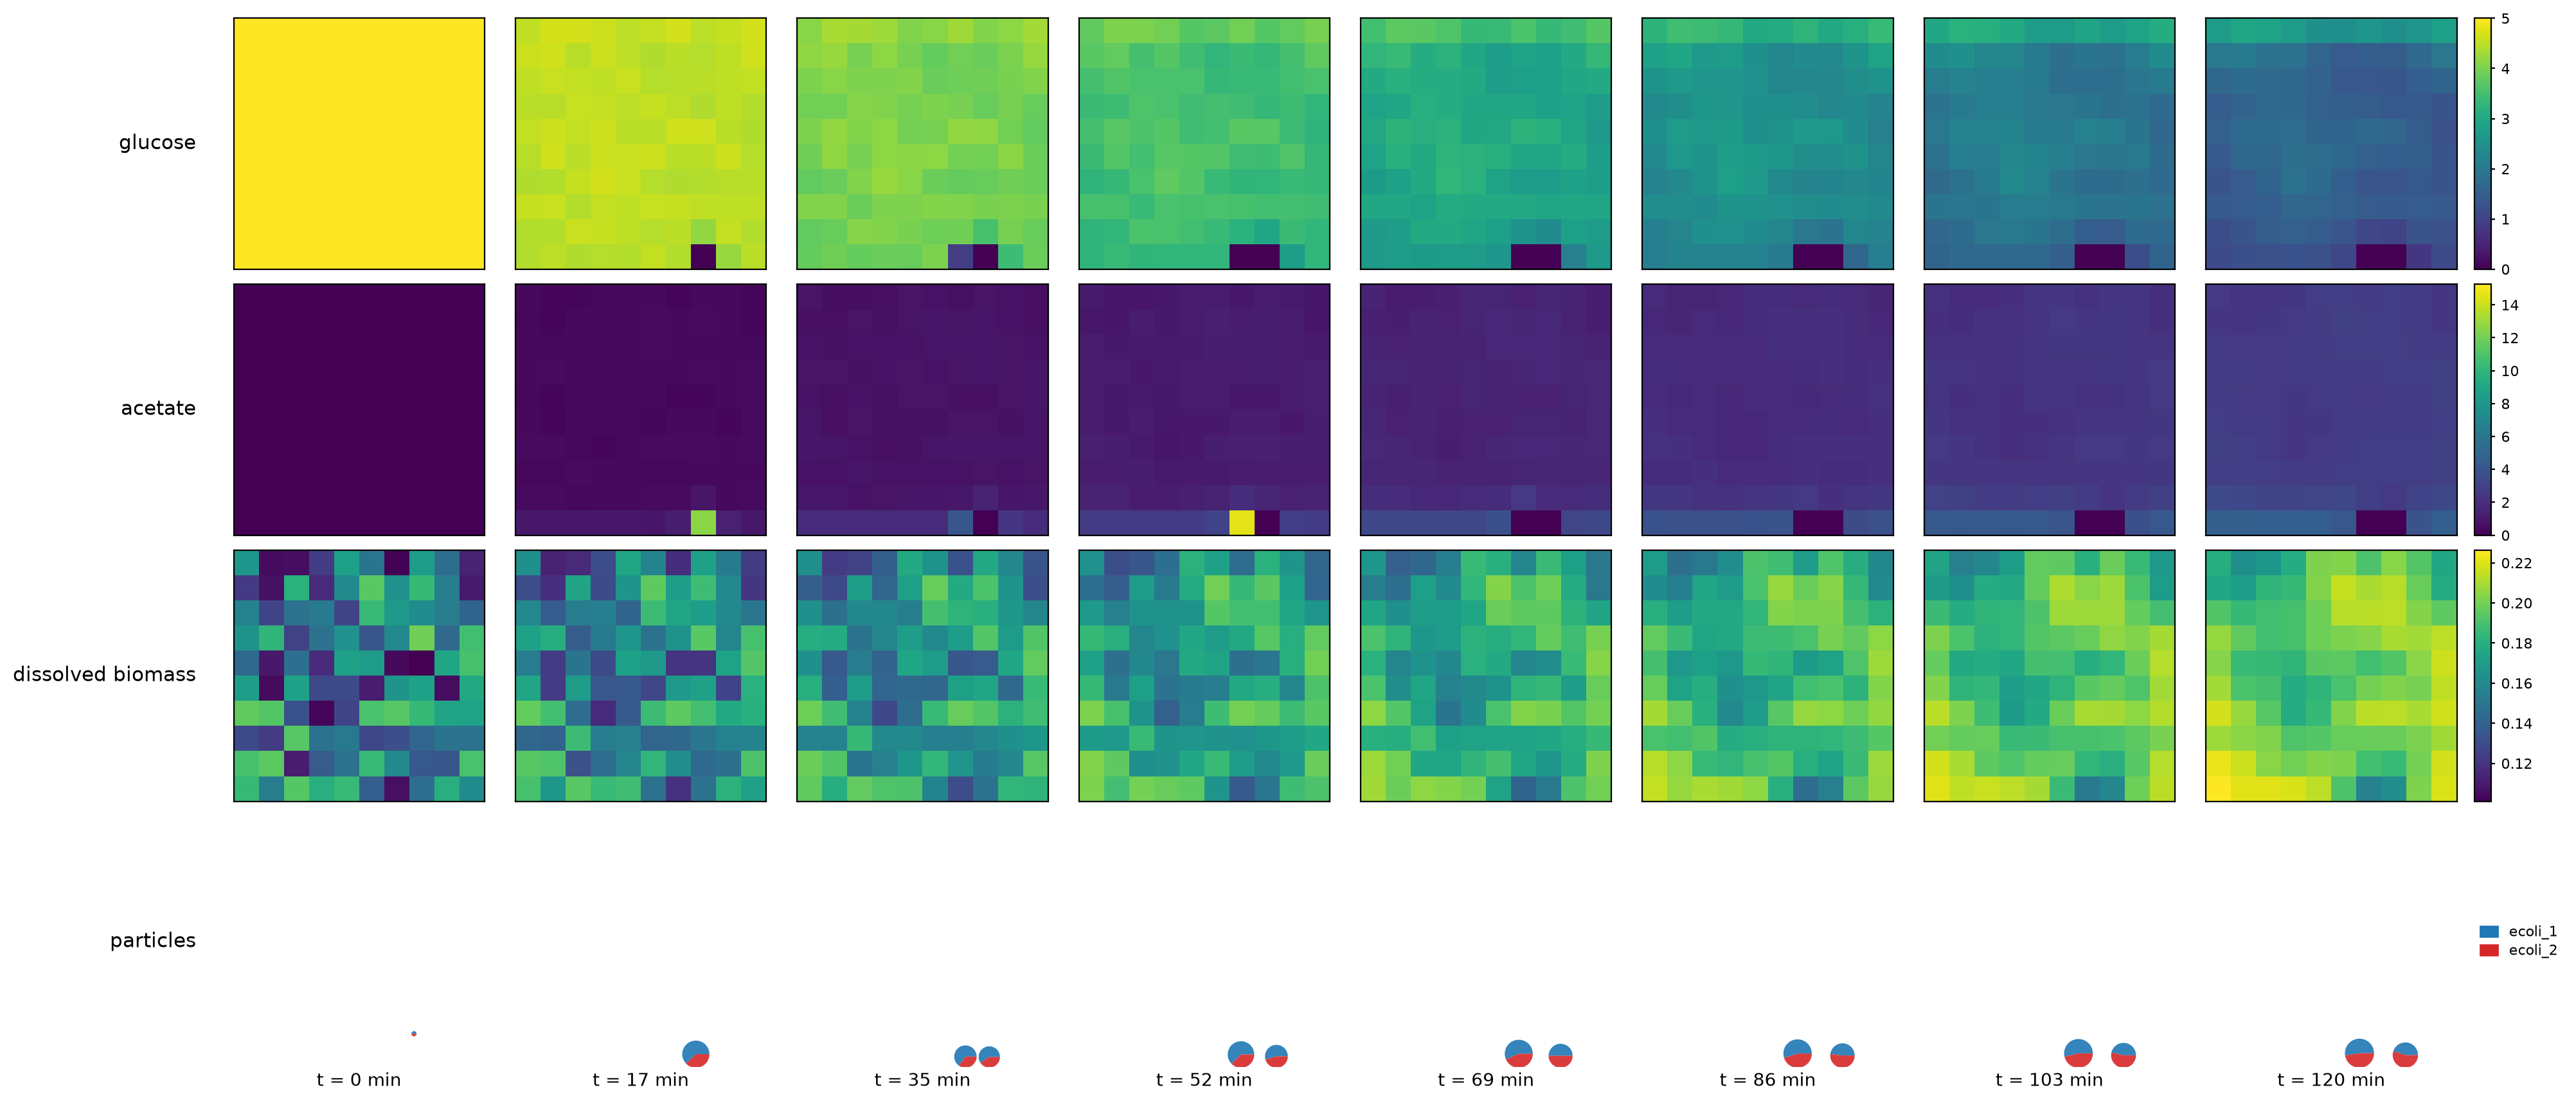 glucose
5
4
3
2
1
0
acetate
14
12
10
8
6
4
2
0
dissolved biomass
0.22
0.20
0.18
0.16
0.14
0.12
particles
ecoli_1
ecoli_2
t = 0 min
t = 17 min
t = 35 min
t = 52 min
t = 69 min
t = 86 min
t = 103 min
t = 120 min